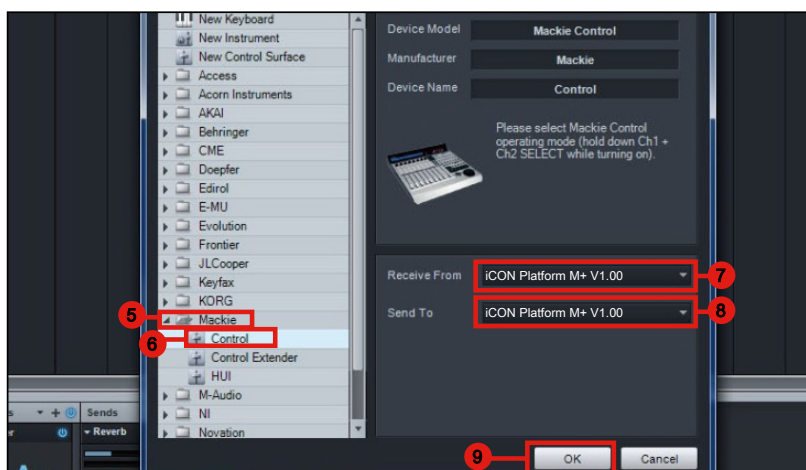 New Keyboard
New Instrument
New Control Surface
Access
Acorn Instruments
AKAI
Behringer
CME
Doepfer
Edirol
E-MU
Evolution
Frontier
JLCooper
Keyfax
KORG
5
Mackie
6
Control
Control Extender
HUI
M-Audio
NI
Novation
Device Model
Mackie Control
Manufacturer
Mackie
Device Name
Control
Please select Mackie Control
operating mode (hold down Ch1 +
Ch2 SELECT while turning on).
Receive From
iCON Platform M+ V1.00
7
Send To
iCON Platform M+ V1.00
8
Sends
Reverb
9
OK
Cancel